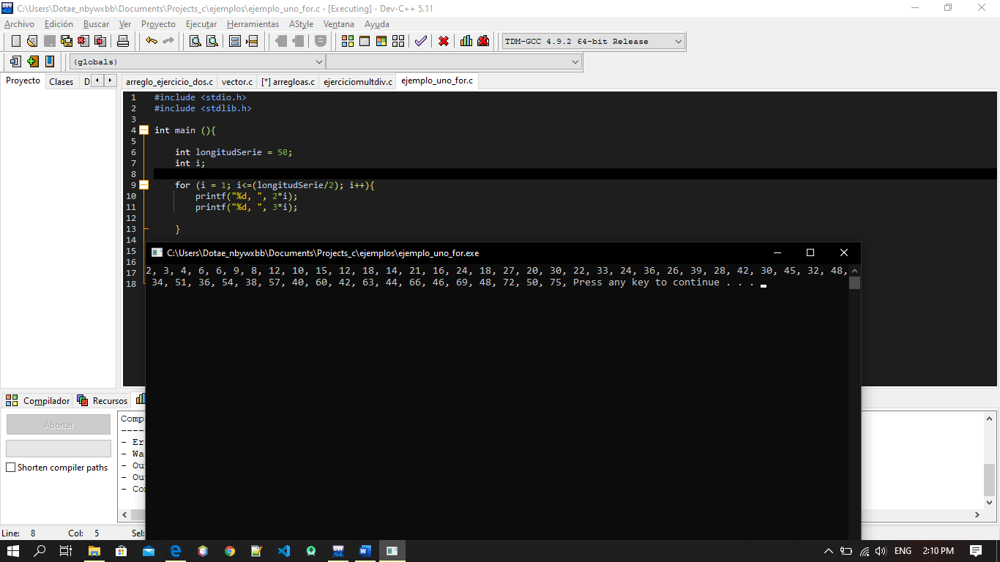 C:\Users\Dotae_nbywxbb\Documents\Projects_c\ejemplos\ejemplo_uno_for.c - [Executing] - Dev-C++ 5.11
Archivo Edición Buscar Ver Proyecto Ejecutar Herramientas AStyle Ventana Ayuda
TDM-GCC 4.9.2 64-bit Release
(globals)
Proyecto Clases D
arreglo_ejercicio_dos.c vector.c [*] arregloas.c ejerciciomultdiv.c ejemplo_uno_for.c
1 #include <stdio.h>
2 #include <stdlib.h>
3
4 int main (){
5
6 int longitudSerie = 50;
7 int i;
8
9 for (i = 1; i<=(longitudSerie/2); i++){
10 printf("%d, ", 2*i);
11 printf("%d, ", 3*i);
12
13 }
14
15
16
17
18
C:\Users\Dotae_nbywxbb\Documents\Projects_c\ejemplos\ejemplo_uno_for.exe
2, 3, 4, 6, 6, 9, 8, 12, 10, 15, 12, 18, 14, 21, 16, 24, 18, 27, 20, 30, 22, 33, 24, 36, 26, 39, 28, 42, 30, 45, 32, 48,
34, 51, 36, 54, 38, 57, 40, 60, 42, 63, 44, 66, 46, 69, 48, 72, 50, 75, Press any key to continue . . .
Compilador Recursos
Abortar
Shorten compiler paths
Comp
- Er
- Wa
- Ou
- Ou
- Co
Line: 8 Col: 5 Sel:
ENG 2:10 PM